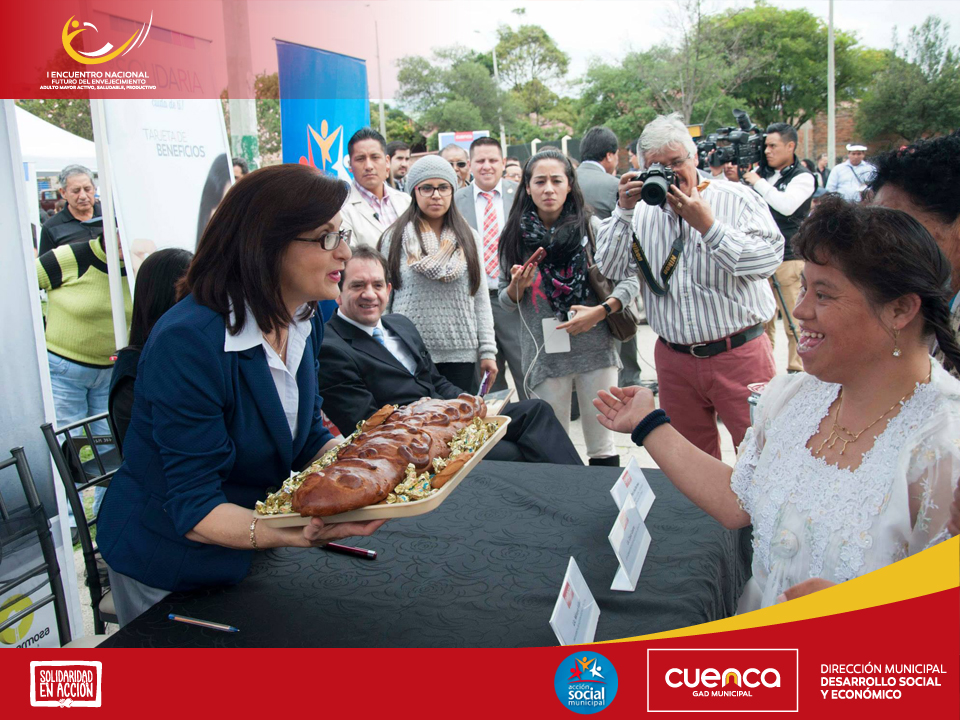 I ENCUENTRO NACIONAL
FUTURO DEL ENVEJECIMIENTO
ADULTO MAYOR ACTIVO, SALUDABLE, PRODUCTIVO
TARJETA DE
BENEFICIOS
SOLIDARIDAD
EN ACCIÓN
acción
social
municipal
CUENCA
GAD MUNICIPAL
DIRECCIÓN MUNICIPAL
DESARROLLO SOCIAL
Y ECONÓMICO